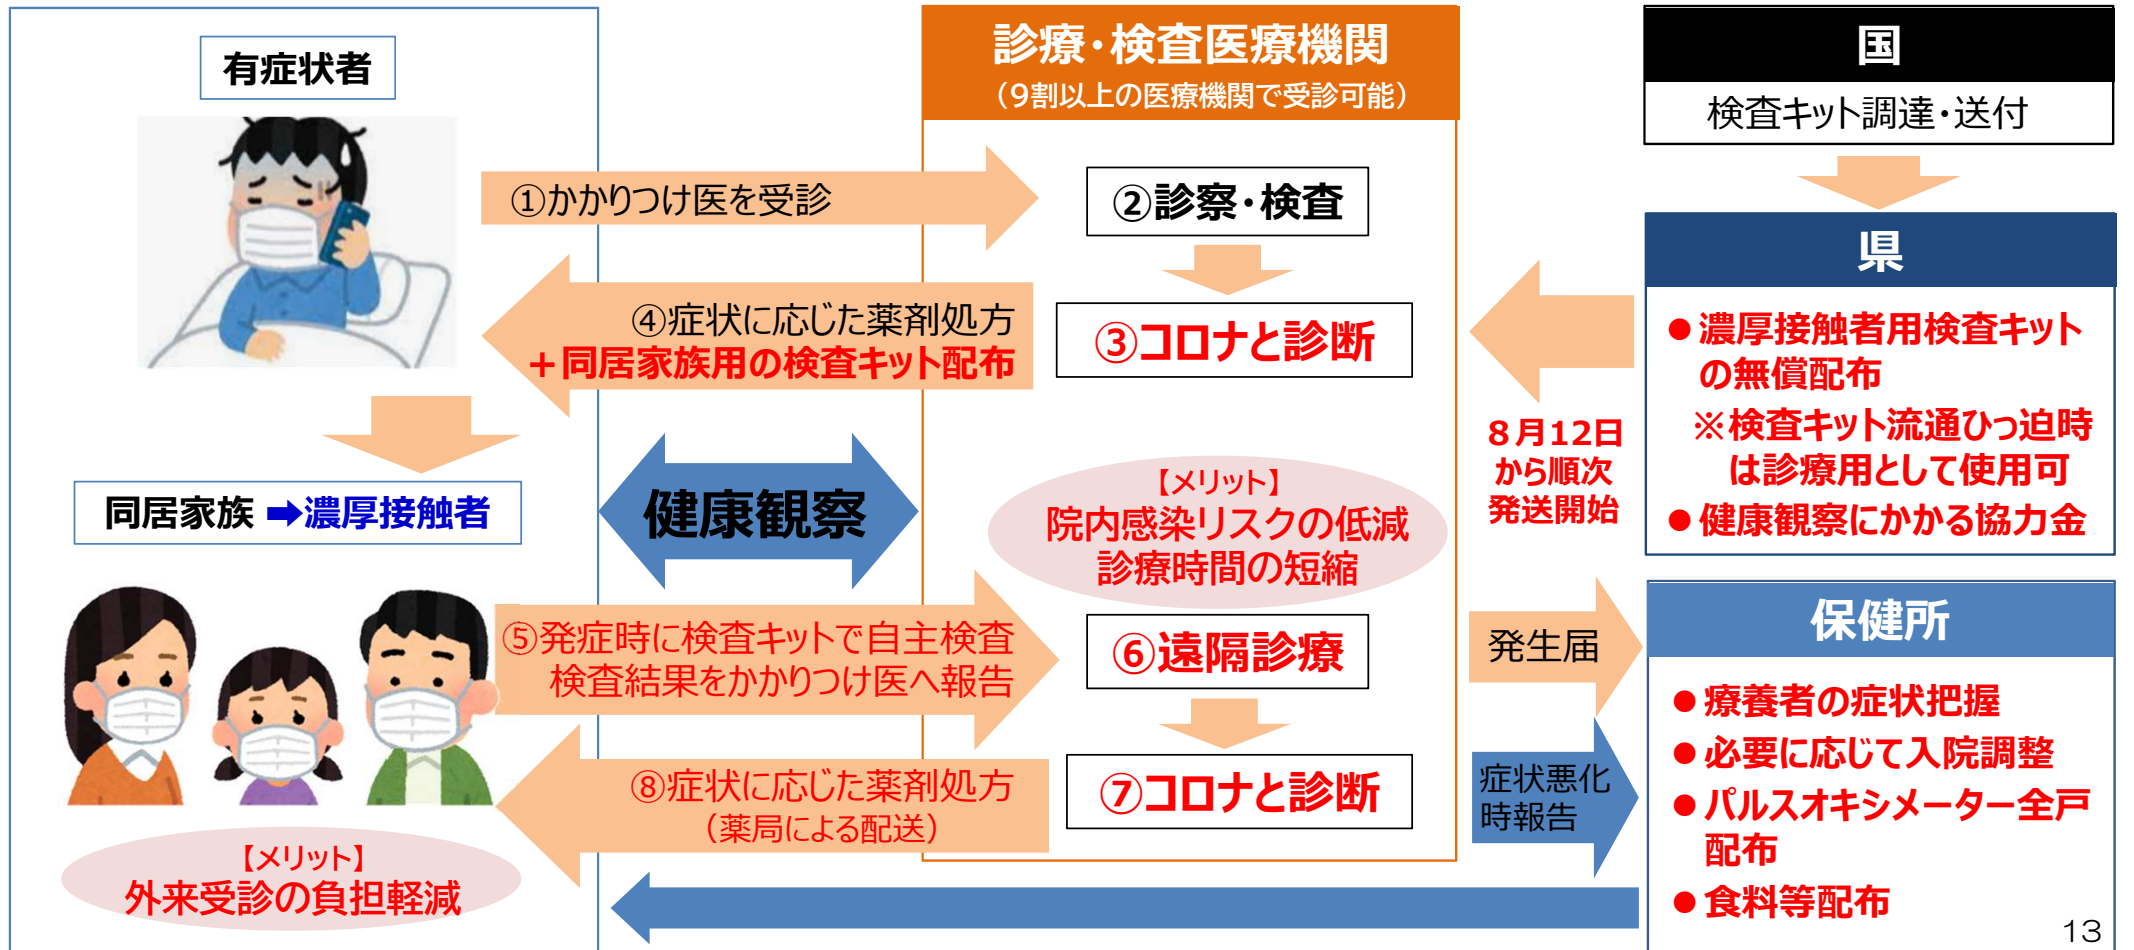 有症状者
①かかりつけ医を受診
④症状に応じた薬剤処方
＋同居家族用の検査キット配布
同居家族 ➡濃厚接触者
健康観察
⑤発症時に検査キットで自主検査
検査結果をかかりつけ医へ報告
⑧症状に応じた薬剤処方
（薬局による配送）
【メリット】
外来受診の負担軽減
診療・検査医療機関
（9割以上の医療機関で受診可能）
②診察・検査
③コロナと診断
【メリット】
院内感染リスクの低減
診療時間の短縮
⑥遠隔診療
⑦コロナと診断
国
検査キット調達・送付
県
●濃厚接触者用検査キット
の無償配布
※検査キット流通ひっ迫時
は診療用として使用可
●健康観察にかかる協力金
８月12日
から順次
発送開始
発生届
症状悪化
時報告
保健所
●療養者の症状把握
●必要に応じて入院調整
●パルスオキシメーター全戸
配布
●食料等配布
13